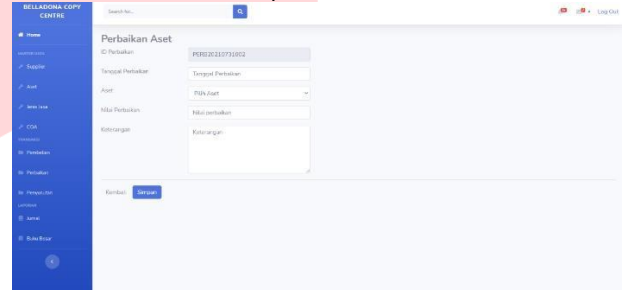 BELLADONA COPY
CENTRE
Search for...
Log Out
Home
Perbaikan Aset
ID Perbaikan
PERB20210731002
Supplier
Tanggal Perbaikan
Tanggal Perbaikan
Aset
Aset
Pilih Aset
Jenis Jasa
Nilai Perbaikan
Nilai perbaikan
COA
Keterangan
Keterangan
Pembelian
Perbaikan
Kembali
Simpan
Penyusutan
LAPORAN
Jurnal
Buku Besar